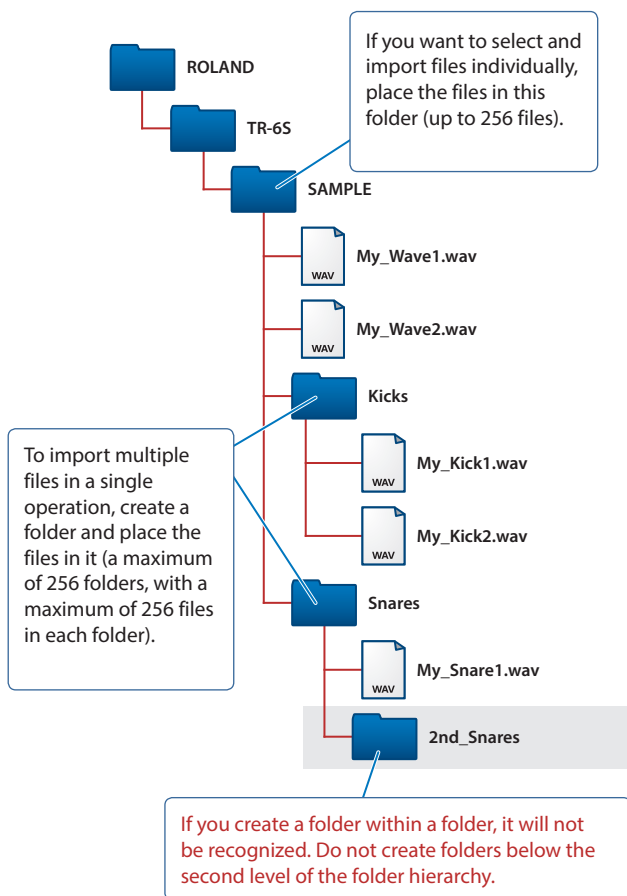 If you want to select and
import files individually,
place the files in this
folder (up to 256 files).
ROLAND
TR-6S
SAMPLE
WAV
My_Wave1.wav
WAV
My_Wave2.wav
Kicks
To import multiple
files in a single
operation, create a
folder and place the
files in it (a maximum
of 256 folders, with a
maximum of 256 files
in each folder).
WAV
My_Kick1.wav
WAV
My_Kick2.wav
Snares
WAV
My_Snare1.wav
2nd_Snares
If you create a folder within a folder, it will not
be recognized. Do not create folders below the
second level of the folder hierarchy.